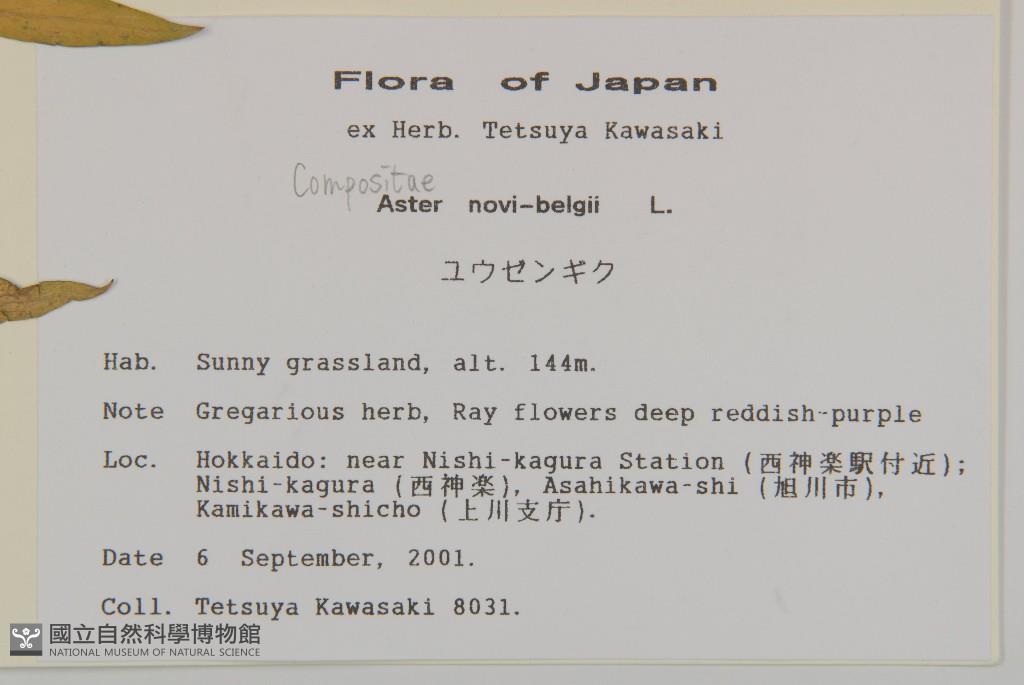 Flora of Japan
ex Herb. Tetsuya Kawasaki
Compositae
Aster novi-belgii L.
ユウゼンギク
Hab. Sunny grassland, alt. 144m.
Note Gregarious herb, Ray flowers deep reddish-purple
Loc. Hokkaido: near Nishi-kagura Station (西神楽駅付近);
Nishi-kagura (西神楽), Asahikawa-shi (旭川市),
Kamikawa-shicho (上川支庁).
Date 6 September, 2001.
Coll. Tetsuya Kawasaki 8031.
國立自然科學博物館
NATIONAL MUSEUM OF NATURAL SCIENCE